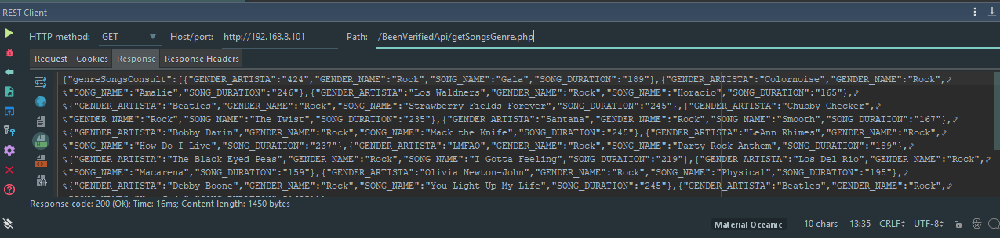 REST Client
HTTP method: GET Host/port: http://192.168.8.101 Path: /BeenVerifiedApi/getSongsGenre.php
Request Cookies Response Response Headers
{"genreSongsConsult":[{"GENDER_ARTISTA":"424","GENDER_NAME":"Rock","SONG_NAME":"Gala","SONG_DURATION":"189"},{"GENDER_ARTISTA":"Colornoise","GENDER_NAME":"Rock",
"SONG_NAME":"Amalie","SONG_DURATION":"246"},{"GENDER_ARTISTA":"Los Waldners","GENDER_NAME":"Rock","SONG_NAME":"Horacio","SONG_DURATION":"165"},
{"GENDER_ARTISTA":"Beatles","GENDER_NAME":"Rock","SONG_NAME":"Strawberry Fields Forever","SONG_DURATION":"245"},{"GENDER_ARTISTA":"Chubby Checker",
"GENDER_NAME":"Rock","SONG_NAME":"The Twist","SONG_DURATION":"235"},{"GENDER_ARTISTA":"Santana","GENDER_NAME":"Rock","SONG_NAME":"Smooth","SONG_DURATION":"167"},
{"GENDER_ARTISTA":"Bobby Darin","GENDER_NAME":"Rock","SONG_NAME":"Mack the Knife","SONG_DURATION":"245"},{"GENDER_ARTISTA":"LeAnn Rhimes","GENDER_NAME":"Rock",
"SONG_NAME":"How Do I Live","SONG_DURATION":"237"},{"GENDER_ARTISTA":"LMFAO","GENDER_NAME":"Rock","SONG_NAME":"Party Rock Anthem","SONG_DURATION":"189"},
{"GENDER_ARTISTA":"The Black Eyed Peas","GENDER_NAME":"Rock","SONG_NAME":"I Gotta Feeling","SONG_DURATION":"219"},{"GENDER_ARTISTA":"Los Del Rio","GENDER_NAME":"Rock",
"SONG_NAME":"Macarena","SONG_DURATION":"159"},{"GENDER_ARTISTA":"Olivia Newton-John","GENDER_NAME":"Rock","SONG_NAME":"Physical","SONG_DURATION":"195"},
{"GENDER_ARTISTA":"Debby Boone","GENDER_NAME":"Rock","SONG_NAME":"You Light Up My Life","SONG_DURATION":"245"},{"GENDER_ARTISTA":"Beatles","GENDER_NAME":"Rock",
Response code: 200 (OK); Time: 16ms; Content length: 1450 bytes
Material Oceanic 10 chars 13:35 CRLF UTF-8